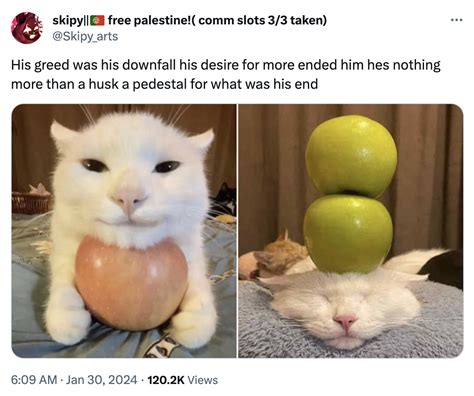 skipy||🇵🇹 free palestine!( comm slots 3/3 taken)
@Skipy_arts
His greed was his downfall his desire for more ended him hes nothing
more than a husk a pedestal for what was his end
6:09 AM · Jan 30, 2024 · 120.2K Views